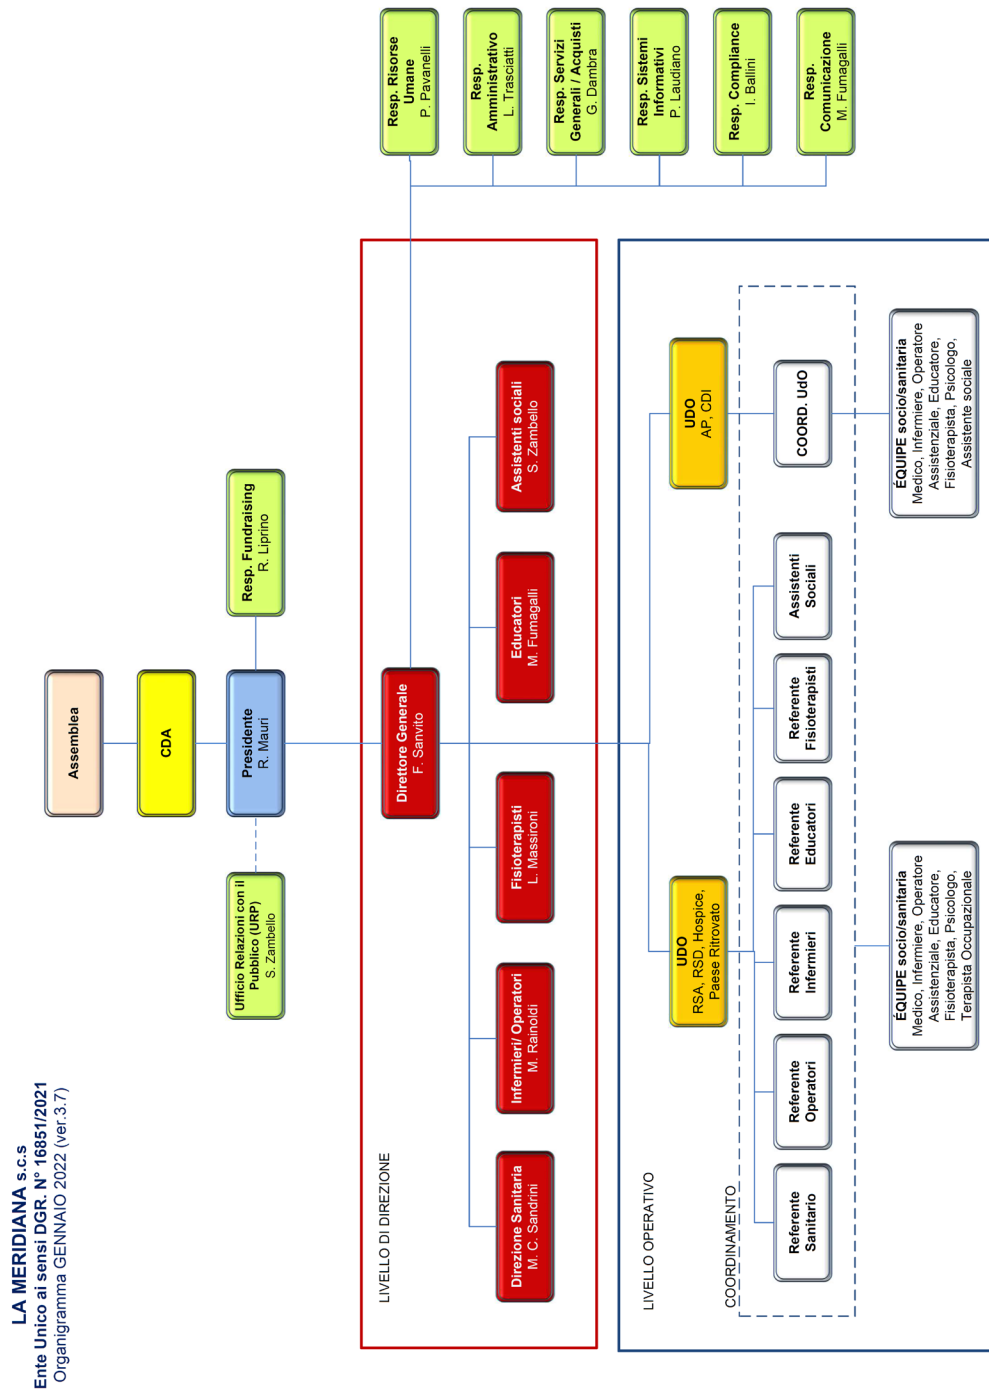 LA MERIDIANA s.c.s
Ente Unico ai sensi DGR. N° 16851/2021
Organigramma GENNAIO 2022 (ver.3.7)
Assemblea
CDA
Ufficio Relazioni con il
Pubblico (URP)
S. Zambello
Presidente
R. Mauri
Resp. Fundraising
R. Liprino
LIVELLO DI DIREZIONE
Direttore Generale
F. Sanvito
Resp. Risorse
Umane
P. Pavanelli
Resp.
Amministrativo
L. Trasciatti
Resp. Servizi
Generali / Acquisti
G. Dambra
Resp. Sistemi
Informativi
P. Laudiano
Resp. Compliance
I. Ballini
Resp.
Comunicazione
M. Fumagalli
Direzione Sanitaria
M. C. Sandrini
Infermieri/ Operatori
M. Rainoldi
Fisioterapisti
L. Massironi
Educatori
M. Fumagalli
Assistenti sociali
S. Zambello
LIVELLO OPERATIVO
UDO
RSA, RSD, Hospice,
Paese Ritrovato
UDO
AP, CDI
COORDINAMENTO
Referente
Sanitario
Referente
Operatori
Referente
Infermieri
Referente
Educatori
Referente
Fisioterapisti
Assistenti
Sociali
COORD. UdO
ÉQUIPE socio/sanitaria
Medico, Infermiere, Operatore
Assistenziale, Educatore,
Fisioterapista, Psicologo,
Terapista Occupazionale
ÉQUIPE socio/sanitaria
Medico, Infermiere, Operatore
Assistenziale, Educatore,
Fisioterapista, Psicologo,
Assistente sociale